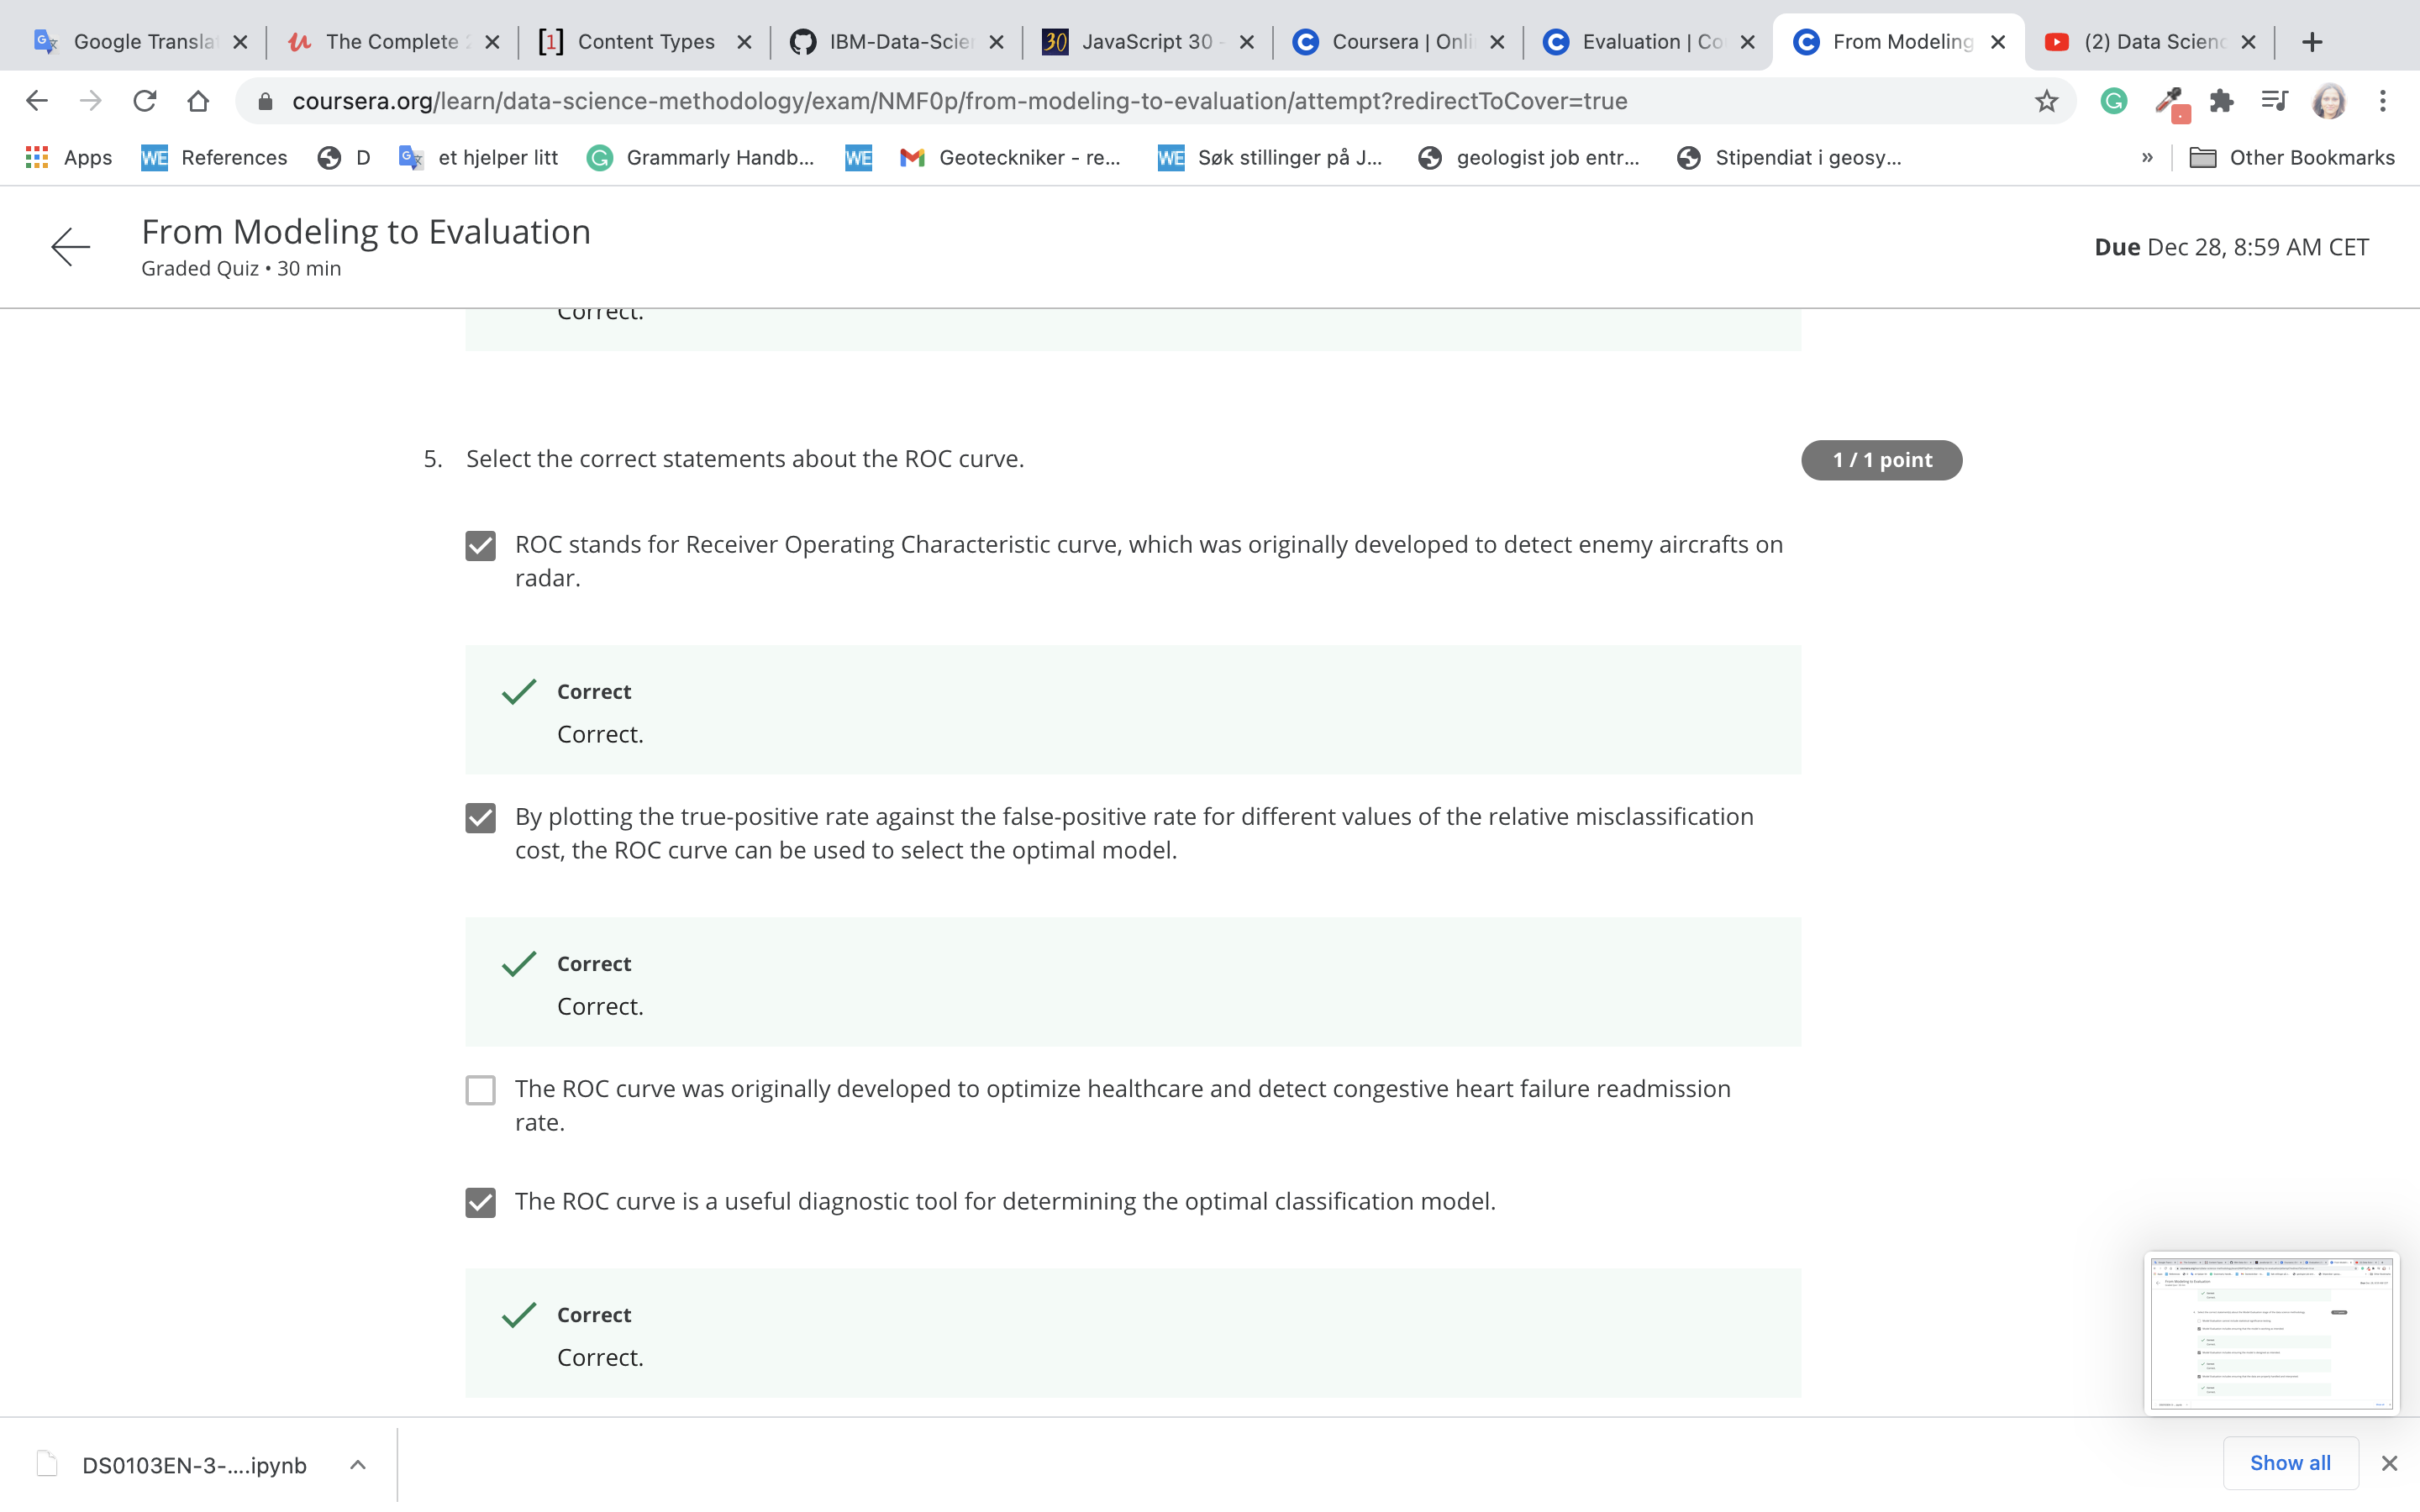 Google Transla
The Complete
[1] Content Types
IBM-Data-Scier
30 JavaScript 30 -
Coursera | Onli
Evaluation | Co
From Modeling
(2) Data Scienc
coursera.org/learn/data-science-methodology/exam/NMF0p/from-modeling-to-evaluation/attempt?redirectToCover=true
Apps
WE References
D
et hjelper litt
Grammarly Handb...
WE
Geoteckniker - re...
WE Søk stillinger på J...
geologist job entr...
Stipendiat i geosy...
»
Other Bookmarks
From Modeling to Evaluation
Graded Quiz • 30 min
Due Dec 28, 8:59 AM CET
Correct.
5. Select the correct statements about the ROC curve.
1 / 1 point
ROC stands for Receiver Operating Characteristic curve, which was originally developed to detect enemy aircrafts on
radar.
Correct
Correct.
By plotting the true-positive rate against the false-positive rate for different values of the relative misclassification
cost, the ROC curve can be used to select the optimal model.
Correct
Correct.
The ROC curve was originally developed to optimize healthcare and detect congestive heart failure readmission
rate.
The ROC curve is a useful diagnostic tool for determining the optimal classification model.
Correct
Correct.
DS0103EN-3-....ipynb
Show all